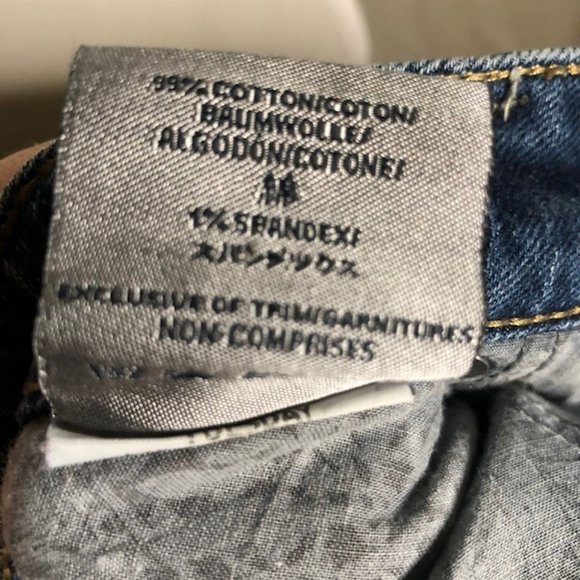 99% COTTON/COTON/
BAUMWOLLE/
ALGODÓN/COTONE/
綿
1% SPANDEX/
スパンデックス
EXCLUSIVE OF TRIM/GARNITURES
NON-COMPRISES